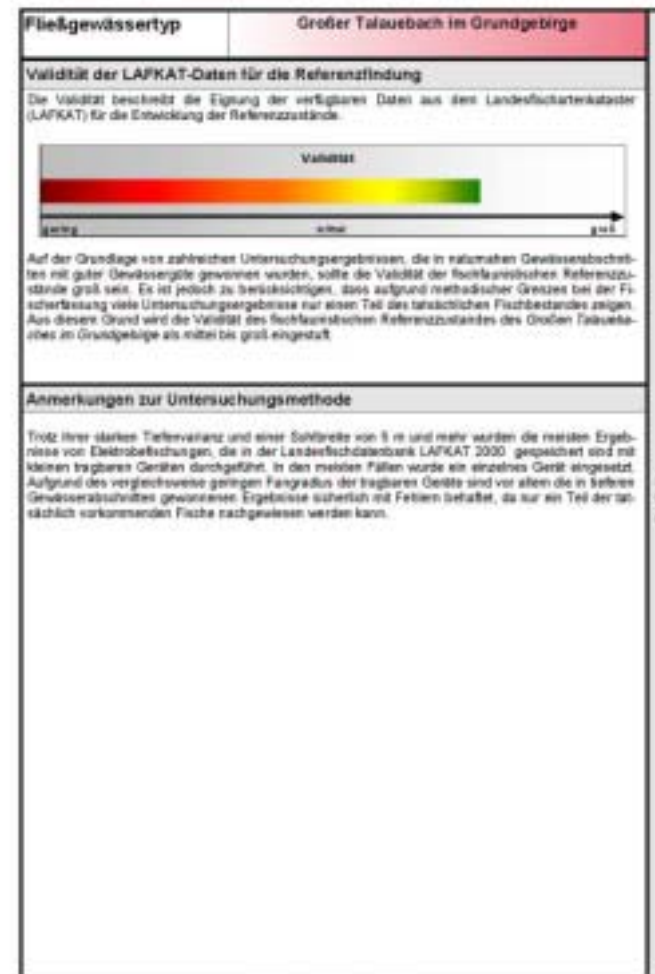 Fließgewässertyp
Großer Talauebach im Grundgebirge
Validität der LAFKAT-Daten für die Referenzfindung
Die Validität beschreibt die Eignung der verfügbaren Daten aus dem Landesfischartenkataster
(LAFKAT) für die Entwicklung der Referenzzustände.
Validität
gering mittel groß
Auf der Grundlage von zahlreichen Untersuchungsergebnissen, die in naturnahen Gewässerabschnit-
ten mit guter Gewässergüte gewonnen wurden, sollte die Validität der fischfaunistischen Referenzzu-
stände groß sein. Es ist jedoch zu berücksichtigen, dass aufgrund methodischer Grenzen bei der Fi-
scherfassung viele Untersuchungsergebnisse nur einen Teil des tatsächlichen Fischbestandes zeigen.
Aus diesem Grund wird die Validität des fischfaunistischen Referenzzustandes des Großen Talaueba-
ches im Grundgebirge als mittel bis groß eingestuft.
Anmerkungen zur Untersuchungsmethode
Trotz ihrer starken Tiefenvarianz und einer Sohlbreite von 5 m und mehr wurden die meisten Ergeb-
nisse von Elektrobefischungen, die in der Landesfischdatenbank LAFKAT 2000 gespeichert sind mit
kleinen tragbaren Geräten durchgeführt. In den meisten Fällen wurde ein einzelnes Gerät eingesetzt.
Aufgrund des vergleichsweise geringen Fangradius der tragbaren Geräte sind vor allem die in tieferen
Gewässerabschnitten gewonnenen Ergebnisse sicherlich mit Fehlern behaftet, da nur ein Teil der tat-
sächlich vorkommenden Fische nachgewiesen werden kann.